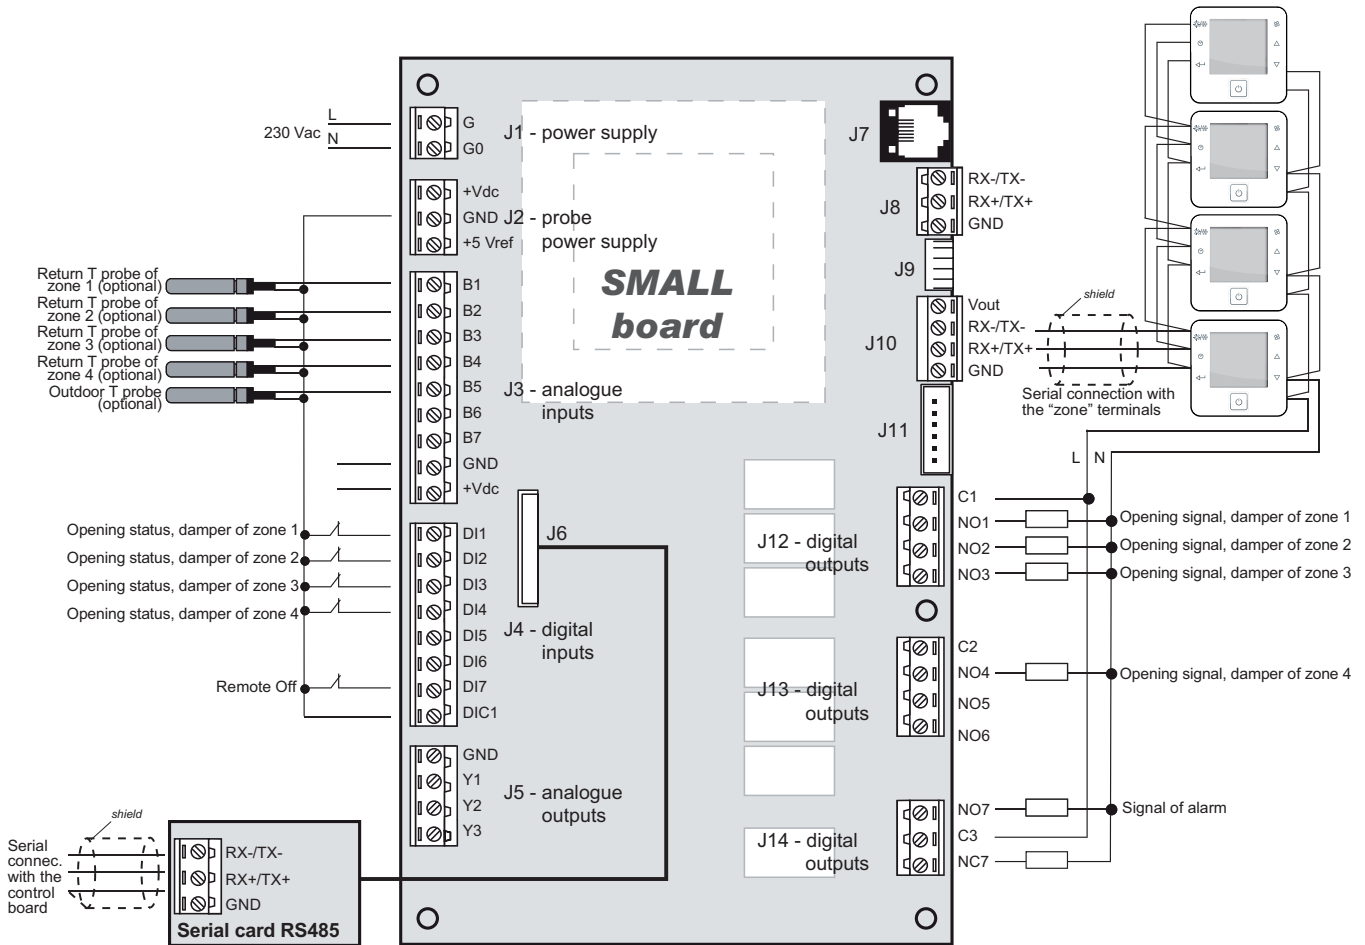 L
230 Vac
N
G
G0
J1 - power supply
+Vdc
GND
+5 Vref
J2 - probe
power supply
SMALL
board
Return T probe of
zone 1 (optional)
Return T probe of
zone 2 (optional)
Return T probe of
zone 3 (optional)
Return T probe of
zone 4 (optional)
Outdoor T probe
(optional)
B1
B2
B3
B4
B5
B6
B7
GND
+Vdc
J3 - analogue
inputs
Opening status, damper of zone 1
Opening status, damper of zone 2
Opening status, damper of zone 3
Opening status, damper of zone 4
Remote Off
DI1
DI2
DI3
DI4
DI5
DI6
DI7
DIC1
J6
J4 - digital
inputs
GND
Y1
Y2
Y3
J5 - analogue
outputs
shield
Serial
connec.
with the
control
board
RX-/TX-
RX+/TX+
GND
Serial card RS485
J7
J8
RX-/TX-
RX+/TX+
GND
J9
J10
Vout
RX-/TX-
RX+/TX+
GND
shield
Serial connection with
the “zone” terminals
J11
L
N
J12 - digital
outputs
C1
NO1
NO2
NO3
Opening signal, damper of zone 1
Opening signal, damper of zone 2
Opening signal, damper of zone 3
J13 - digital
outputs
C2
NO4
NO5
NO6
Opening signal, damper of zone 4
J14 - digital
outputs
NO7
C3
NC7
Signal of alarm